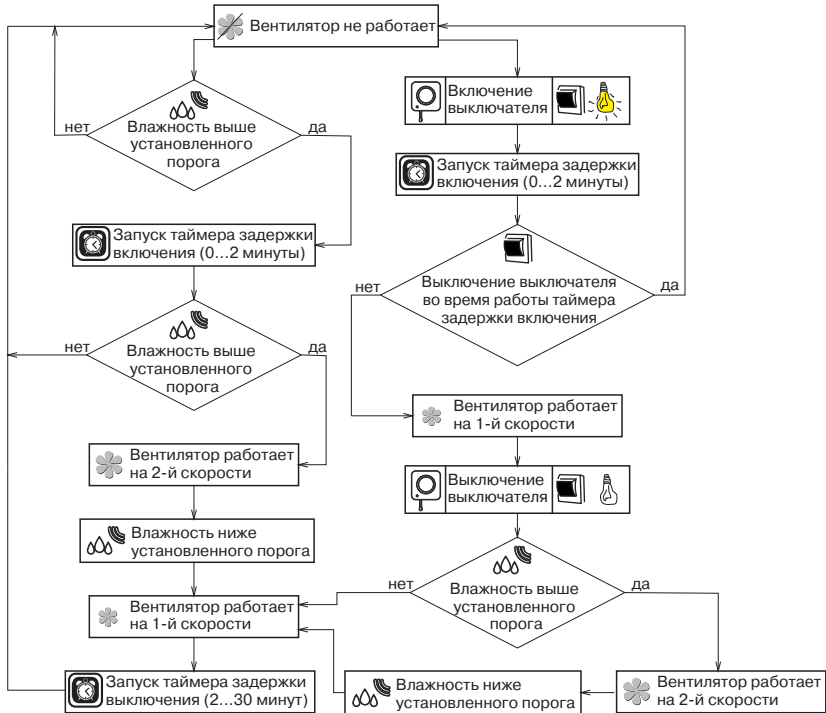 Вентилятор не работает
Влажность выше
установленного
порога
нет
да
Включение
выключателя
Запуск таймера задержки
включения (0...2 минуты)
Запуск таймера задержки
включения (0...2 минуты)
Выключение выключателя
во время работы таймера
задержки включения
нет
да
Влажность выше
установленного
порога
нет
да
Вентилятор работает
на 1-й скорости
Вентилятор работает
на 2-й скорости
Выключение
выключателя
Влажность ниже
установленного порога
Влажность выше
установленного
порога
нет
да
Вентилятор работает
на 1-й скорости
Запуск таймера задержки
выключения (2...30 минут)
Влажность ниже
установленного порога
Вентилятор работает
на 2-й скорости